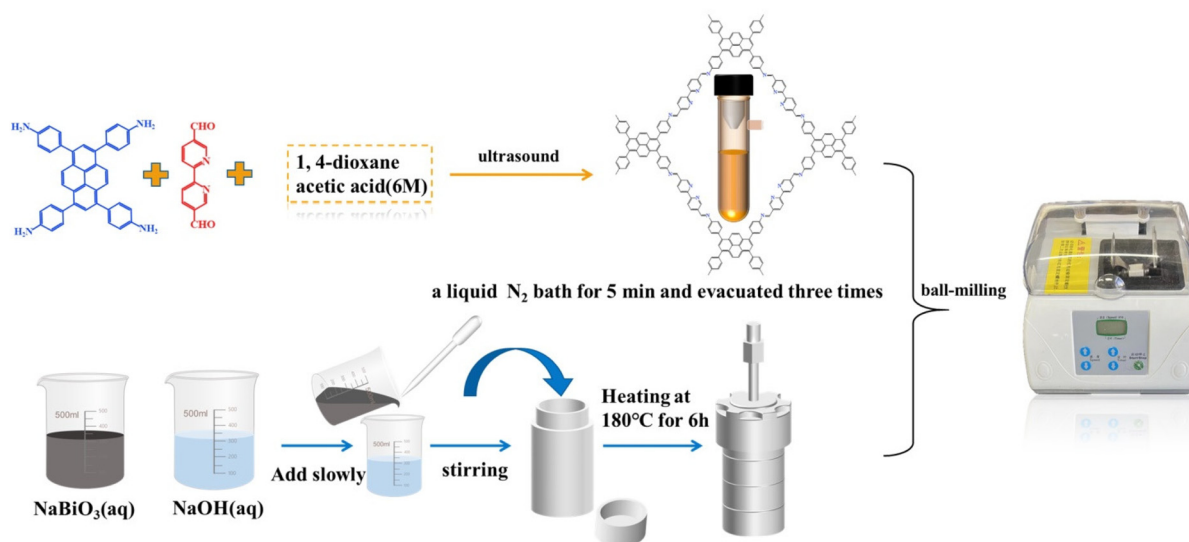 H₂N
NH₂
H₂N
NH₂
CHO
N
N
CHO
1, 4-dioxane
acetic acid(6M)
ultrasound
a liquid N₂ bath for 5 min and evacuated three times
ball-milling
500ml
500ml
500ml
NaBiO₃(aq)
NaOH(aq)
Add slowly
stirring
Heating at
180℃ for 6h